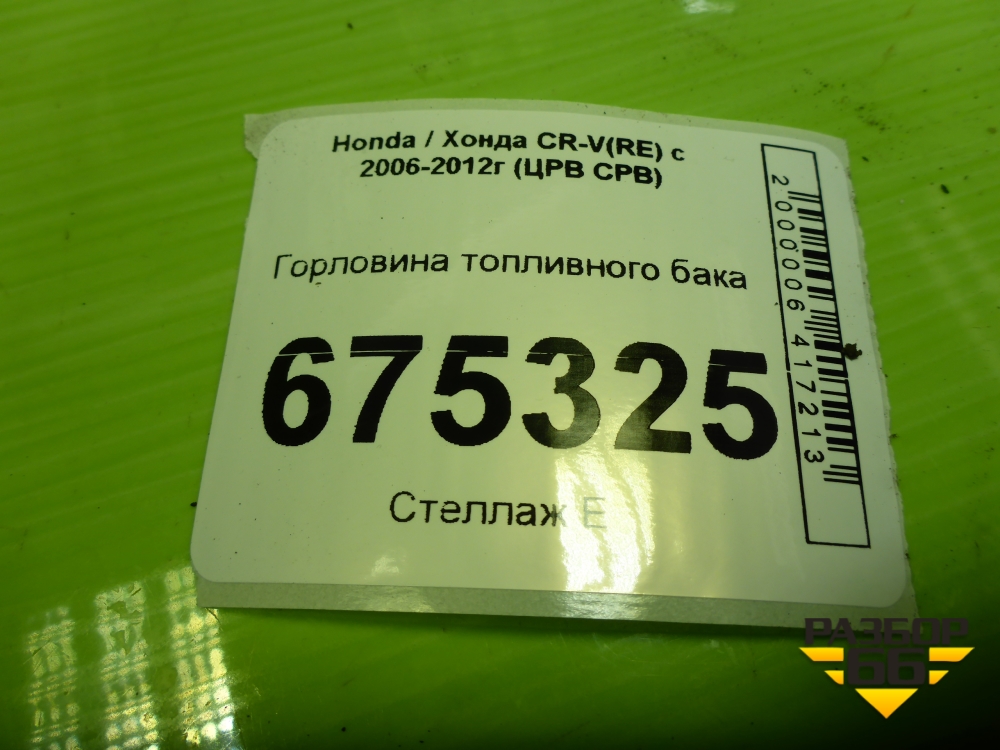 Honda / Хонда CR-V(RE) с
2006-2012г (ЦРВ СРВ)
Горловина топливного бака
675325
Стеллаж Е
2000006417213
РАЗБОР
66